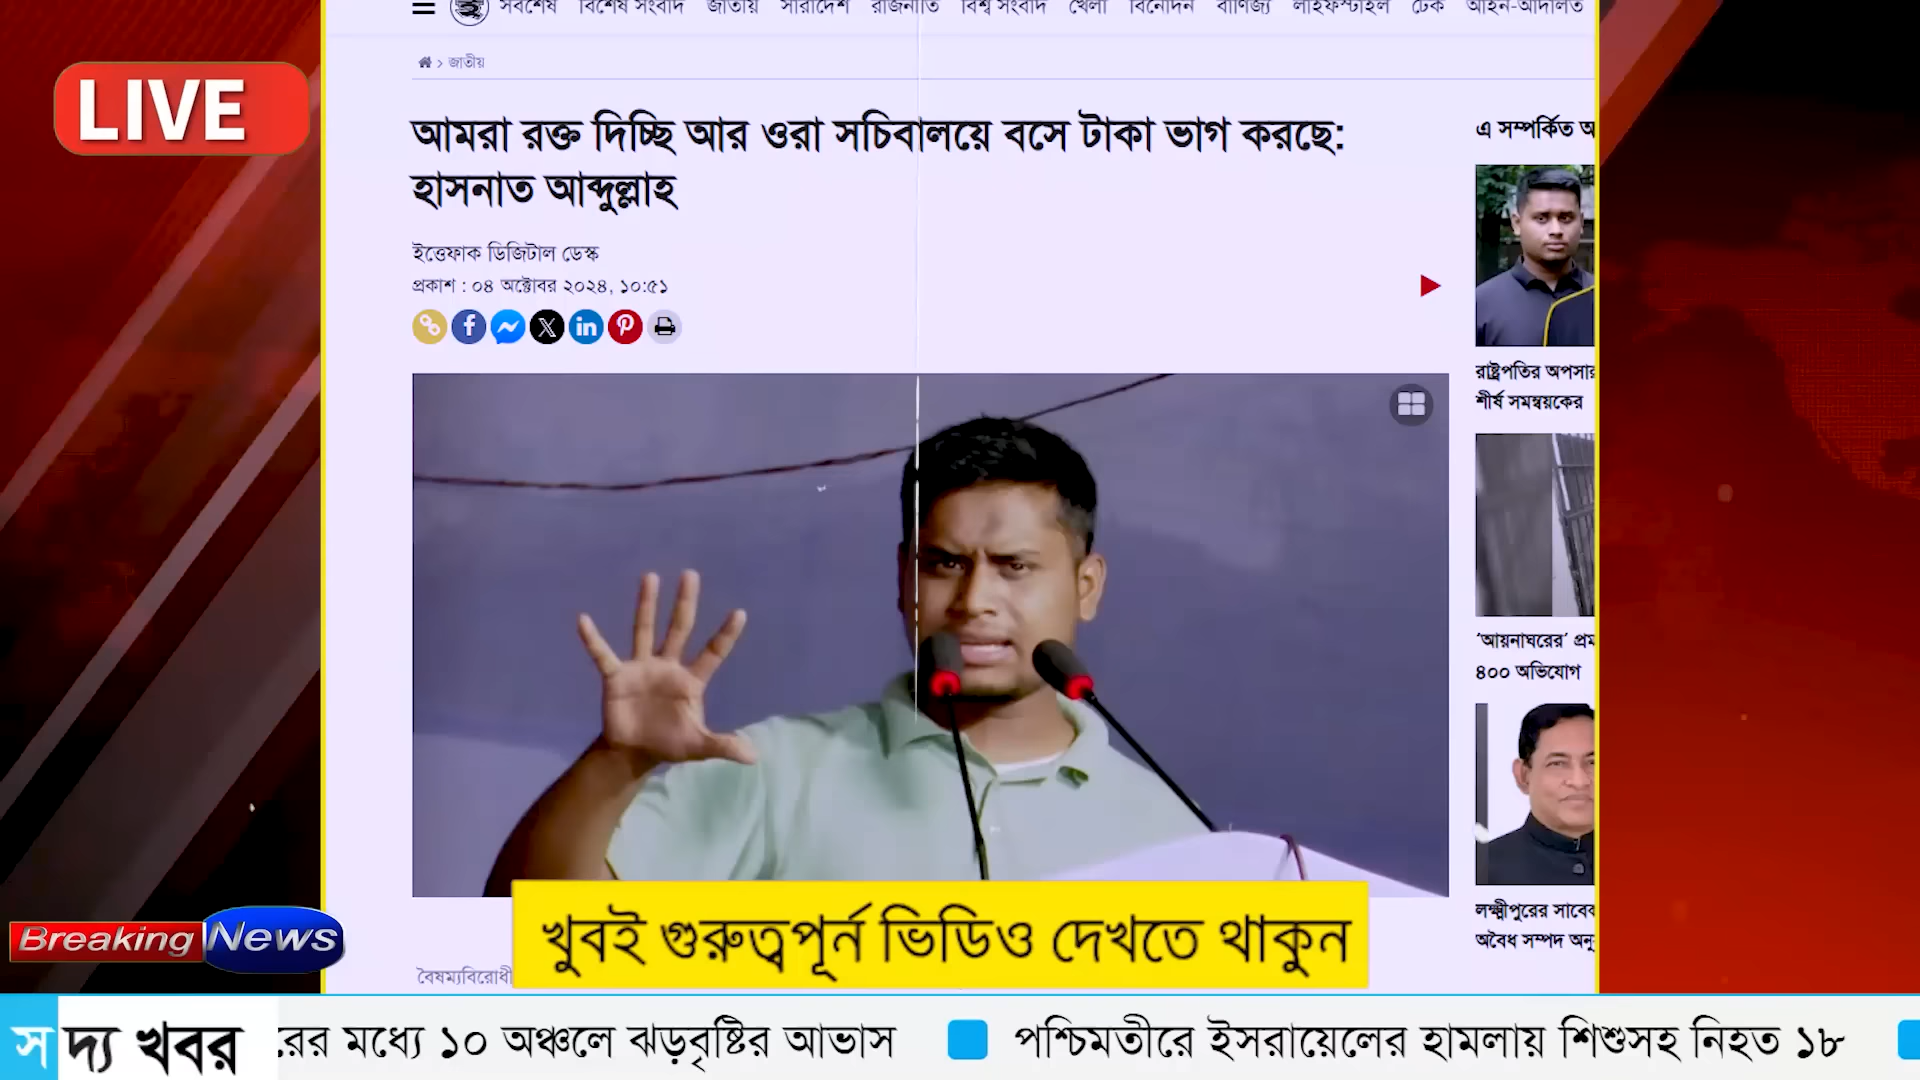 সর্বশেষ বিশেষ সংবাদ জাতীয় সারাদেশ রাজনীতি বিশ্ব সংবাদ খেলা বিনোদন বাণিজ্য লাইফস্টাইল টেক আইন-আদালত
LIVE
› জাতীয়
আমরা রক্ত দিচ্ছি আর ওরা সচিবালয়ে বসে টাকা ভাগ করছে:
হাসনাত আব্দুল্লাহ
ইত্তেফাক ডিজিটাল ডেস্ক
প্রকাশ : ০৪ অক্টোবর ২০২৪, ১০:৫১
এ সম্পর্কিত
রাষ্ট্রপতির অপসার
শীর্ষ সমন্বয়কের
‘আয়নাঘরের’ প্রম
৪০০ অভিযোগ
লক্ষ্মীপুরের সাবেক
অবৈধ সম্পদ অনু
Breaking News
খুবই গুরুত্বপূর্ন ভিডিও দেখতে থাকুন
বৈষম্যবিরোধী
সদ্য খবর
রের মধ্যে ১০ অঞ্চলে ঝড়বৃষ্টির আভাস
পশ্চিমতীরে ইসরায়েলের হামলায় শিশুসহ নিহত ১৮